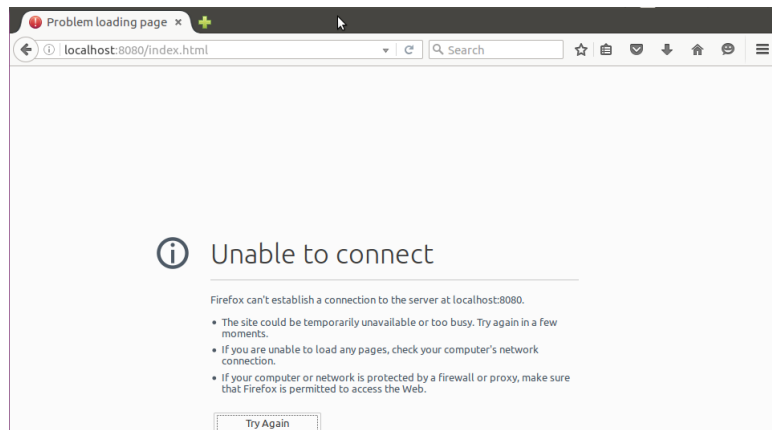 Problem loading page
localhost:8080/index.html
Search
Unable to connect
Firefox can't establish a connection to the server at localhost:8080.
• The site could be temporarily unavailable or too busy. Try again in a few
moments.
• If you are unable to load any pages, check your computer's network
connection.
• If your computer or network is protected by a firewall or proxy, make sure
that Firefox is permitted to access the Web.
Try Again